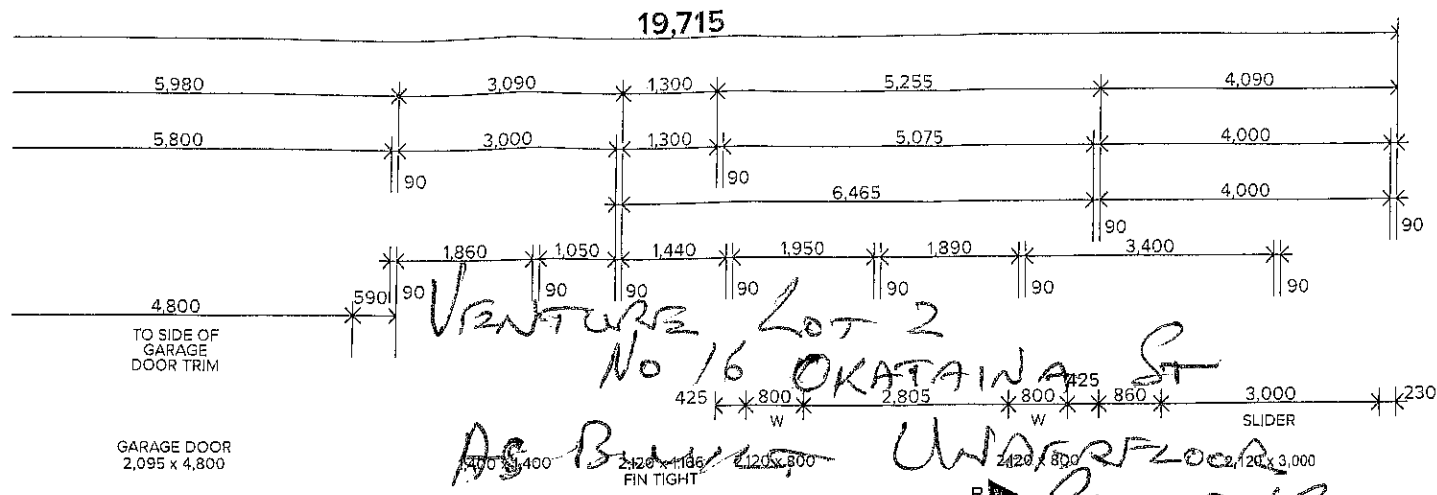 19,715
5,980 3,090 1,300 5,255 4,090
5,800 3,000 1,300 5,075 4,000
90 90 6,465 4,000
90 90
1,860 1,050 1,440 1,950 1,890 3,400
4,800 590 90 90 90 90 90 90 90
TO SIDE OF
GARAGE
DOOR TRIM
VENTURE LOT 2
No 16 OKATAINA ST
425 800 2,805 800 425 860 3,000 230
W W SLIDER
GARAGE DOOR
2,095 x 4,800
AS BUILT UNDERFLOOR
1,400 x 1,400 2,120 x 1,186 2,120 x 800 2,120 x 800 2,120 x 3,000
FIN TIGHT
B